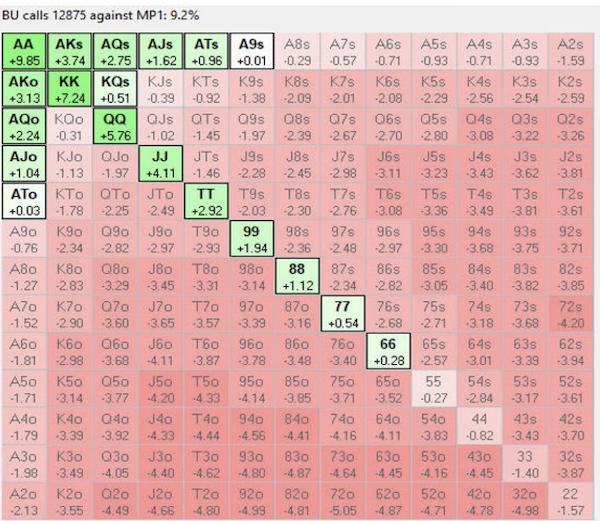 BU calls 12875 against MP1: 9.2%
AA AKs AQs AJs ATs A9s A8s A7s A6s A5s A4s A3s A2s
+9.85 +3.74 +2.75 +1.62 +0.96 +0.01 -0.29 -0.57 -0.71 -0.93 -0.71 -0.93 -1.59
AKo KK KQs KJs KTs K9s K8s K7s K6s K5s K4s K3s K2s
+3.13 +7.24 +0.51 -0.39 -0.92 -1.38 -2.09 -2.01 -2.08 -2.29 -2.56 -2.54 -2.59
AQo KQo QQ QJs QTs Q9s Q8s Q7s Q6s Q5s Q4s Q3s Q2s
+2.24 -0.31 +5.76 -1.02 -1.45 -1.97 -2.39 -2.67 -2.70 -2.80 -3.08 -3.22 -3.26
AJo KJo QJo JJ JTs J9s J8s J7s J6s J5s J4s J3s J2s
+1.04 -1.13 -1.97 +4.11 -1.46 -2.28 -2.45 -2.98 -3.11 -3.23 -3.43 -3.62 -3.81
ATo KTo QTo JTo TT T9s T8s T7s T6s T5s T4s T3s T2s
+0.03 -1.78 -2.25 -2.49 +2.92 -2.03 -2.30 -2.76 -3.08 -3.36 -3.49 -3.81 -3.61
A9o K9o Q9o J9o T9o 99 98s 97s 96s 95s 94s 93s 92s
-0.76 -2.34 -2.82 -2.97 -2.93 +1.94 -2.36 -2.48 -2.97 -3.30 -3.68 -3.75 -3.71
A8o K8o Q8o J8o T8o 98o 88 87s 86s 85s 84s 83s 82s
-1.27 -2.83 -3.29 -3.45 -3.31 -3.14 +1.12 -2.34 -2.82 -3.05 -3.40 -3.82 -3.85
A7o K7o Q7o J7o T7o 97o 87o 77 76s 75s 74s 73s 72s
-1.52 -2.90 -3.60 -3.65 -3.57 -3.39 -3.16 +0.54 -2.68 -2.71 -3.18 -3.68 -4.20
A6o K6o Q6o J6o T6o 96o 86o 76o 66 65s 64s 63s 62s
-1.81 -2.98 -3.68 -4.11 -3.87 -3.78 -3.48 -3.40 +0.28 -2.57 -3.01 -3.39 -3.94
A5o K5o Q5o J5o T5o 95o 85o 75o 65o 55 54s 53s 52s
-1.71 -3.14 -3.77 -4.20 -4.33 -4.14 -3.85 -3.71 -3.52 -0.27 -2.84 -3.17 -3.61
A4o K4o Q4o J4o T4o 94o 84o 74o 64o 54o 44 43s 42s
-1.79 -3.39 -3.92 -4.33 -4.44 -4.56 -4.41 -4.16 -4.11 -3.83 -0.82 -3.43 -3.70
A3o K3o Q3o J3o T3o 93o 83o 73o 63o 53o 43o 33 32s
-1.98 -3.49 -4.05 -4.40 -4.62 -4.80 -4.87 -4.64 -4.45 -4.16 -4.45 -1.40 -3.87
A2o K2o Q2o J2o T2o 92o 82o 72o 62o 52o 42o 32o 22
-2.13 -3.55 -4.49 -4.66 -4.80 -4.99 -4.81 -5.05 -4.87 -4.71 -4.78 -4.98 -1.57